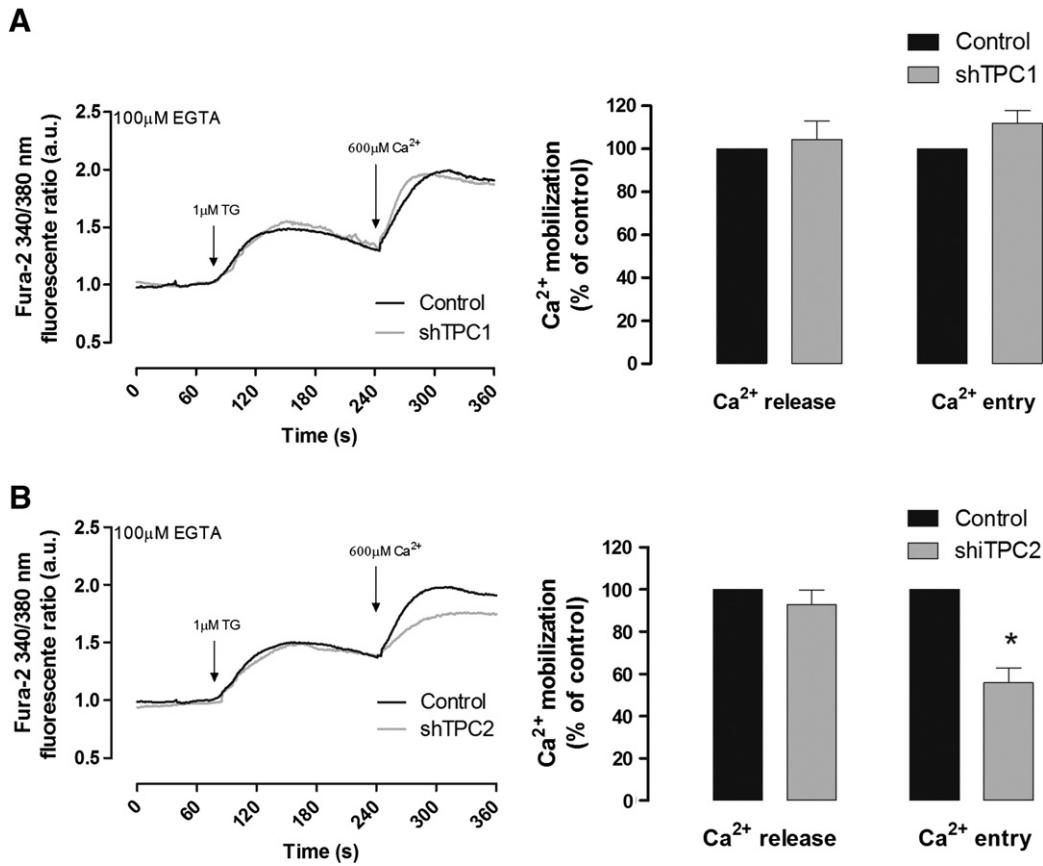 A
Fura-2 340/380 nm
fluorescente ratio (a.u.)
2.5
2.0
1.5
1.0
0.5
100μM EGTA
1μM TG
600μM Ca²⁺
Control
shTPC1
0
60
120
180
240
300
360
Time (s)
Control
shTPC1
Ca²⁺ mobilization
(% of control)
120
100
80
60
40
20
0
Ca²⁺ release
Ca²⁺ entry
B
Fura-2 340/380 nm
fluorescente ratio (a.u.)
2.5
2.0
1.5
1.0
0.5
100μM EGTA
1μM TG
600μM Ca²⁺
Control
shTPC2
0
60
120
180
240
300
360
Time (s)
Control
shiTPC2
Ca²⁺ mobilization
(% of control)
120
100
80
60
40
20
0
*
Ca²⁺ release
Ca²⁺ entry